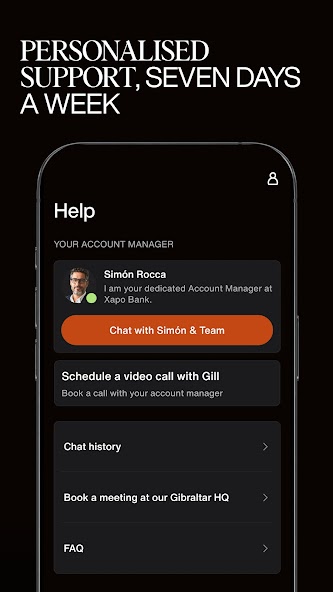 PERSONALISED
SUPPORT, SEVEN DAYS
A WEEK
Help
YOUR ACCOUNT MANAGER
Simón Rocca
I am your dedicated Account Manager at
Xapo Bank.
Chat with Simón & Team
Schedule a video call with Gill
Book a call with your account manager
Chat history
Book a meeting at our Gibraltar HQ
FAQ